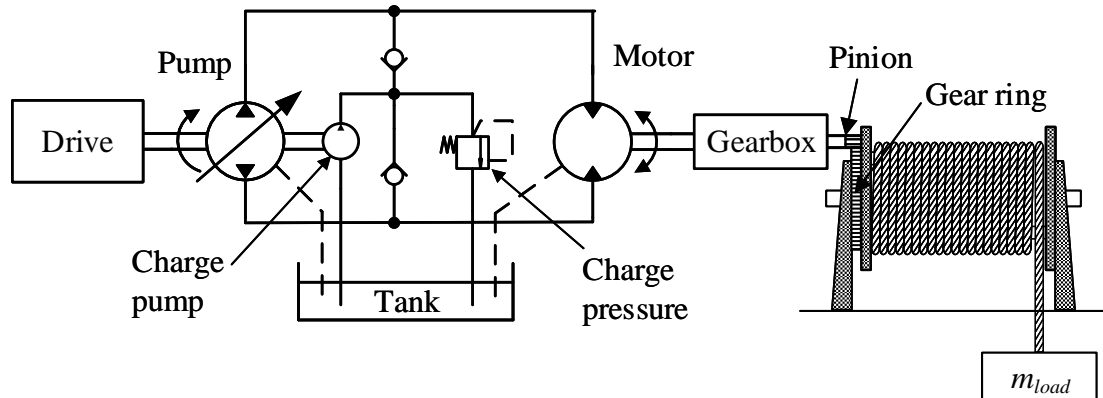 Pump
Motor
Pinion
Gear ring
Drive
Gearbox
Charge
pump
Tank
Charge
pressure
m_load